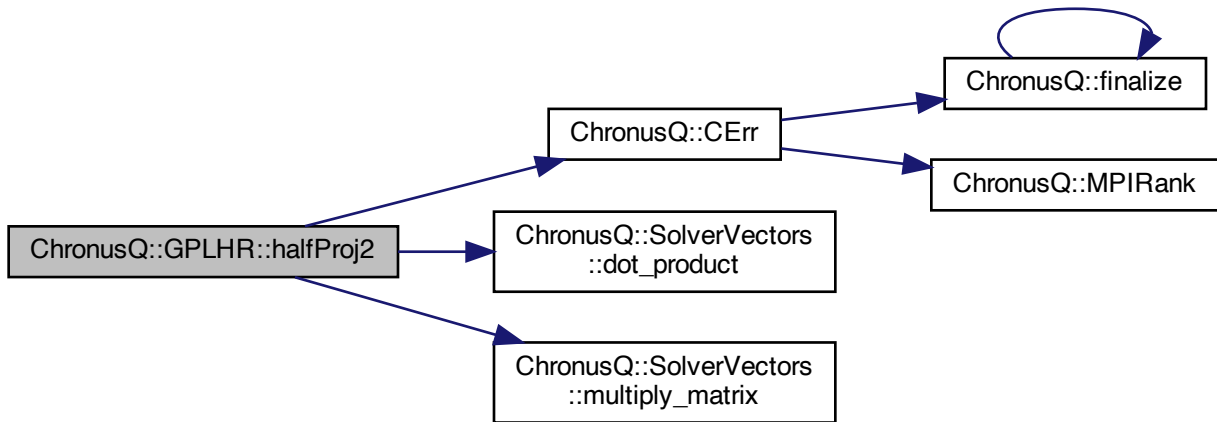 ChronusQ::GPLHR::halfProj2
ChronusQ::CErr
ChronusQ::finalize
ChronusQ::MPIRank
ChronusQ::SolverVectors
::dot_product
ChronusQ::SolverVectors
::multiply_matrix